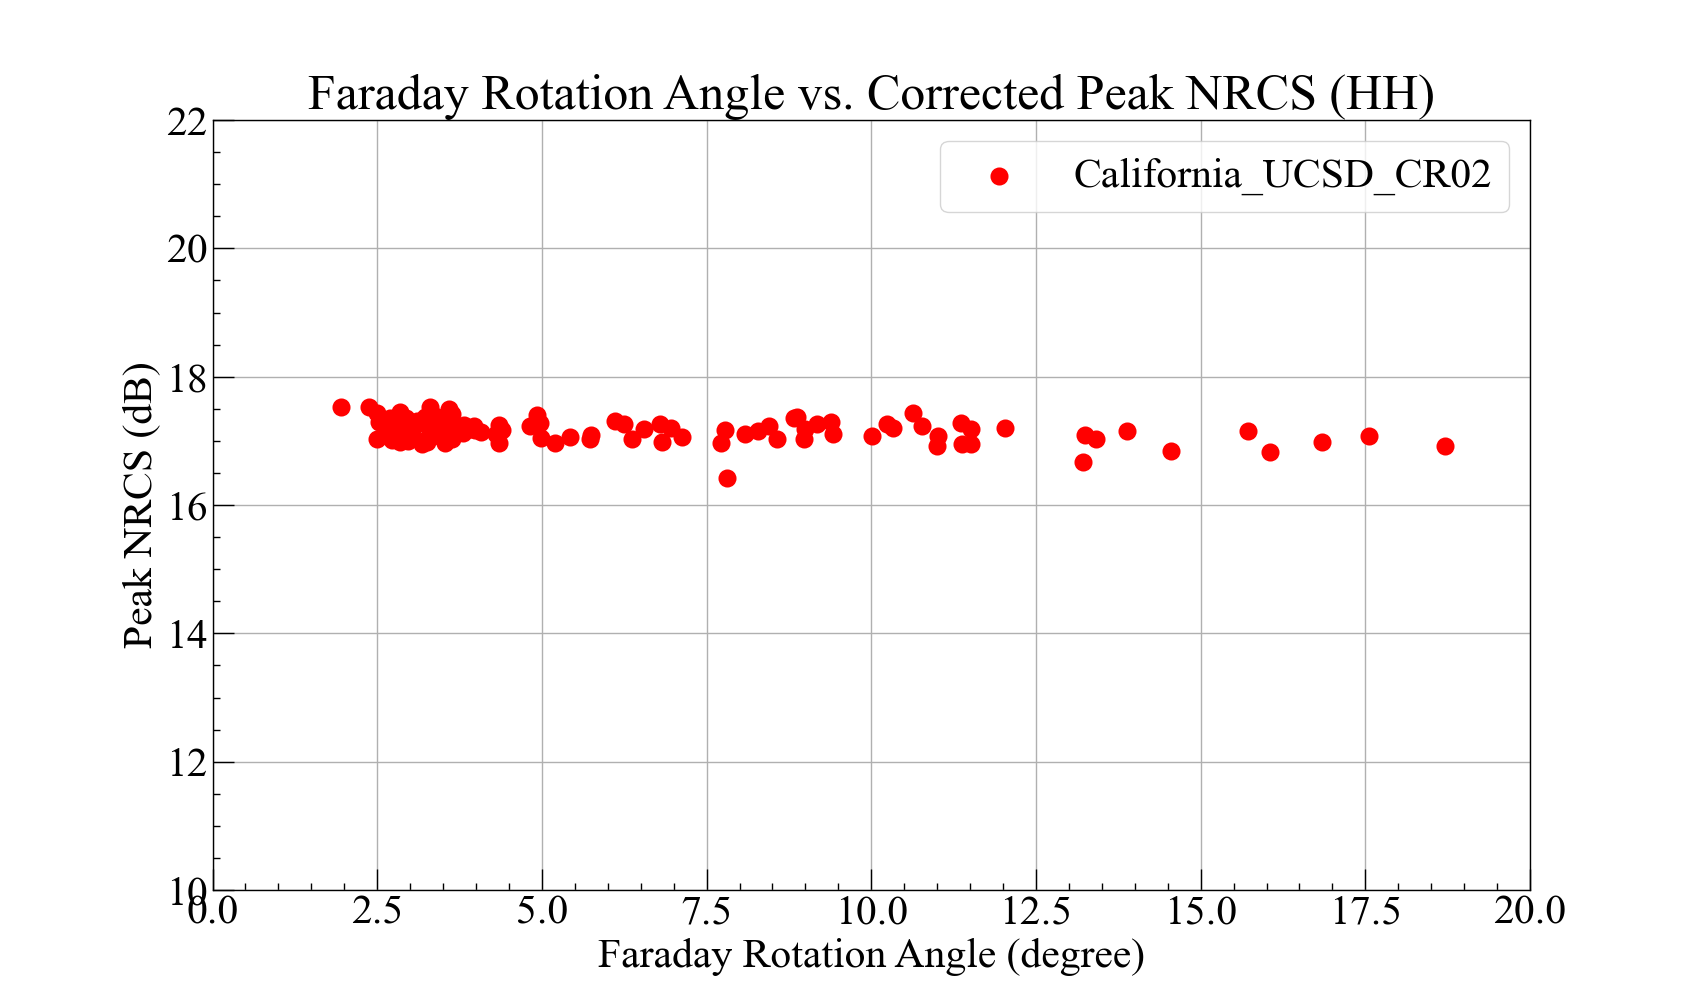 Faraday Rotation Angle vs. Corrected Peak NRCS (HH)
22
California_UCSD_CR02
20
18
16
14
12
10
Peak NRCS (dB)
0.0 2.5 5.0 7.5 10.0 12.5 15.0 17.5 20.0
Faraday Rotation Angle (degree)